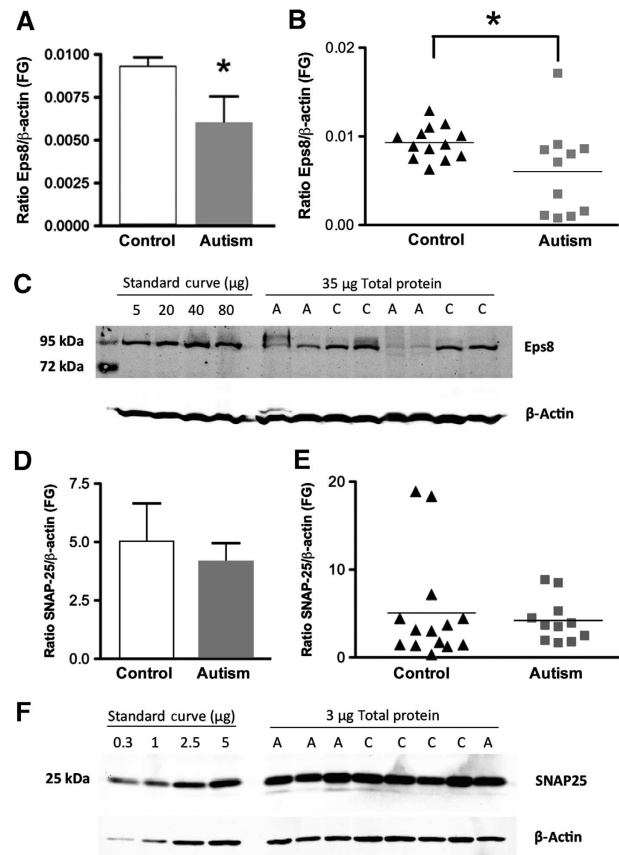 A
Ratio Eps8/β-actin (FG)
0.0100
0.0075
0.0050
0.0025
0.0000
*
Control Autism
B
Ratio Eps8/β-actin (FG)
0.02
0.01
0.00
*
Control Autism
C
Standard curve (µg) 35 µg Total protein
5 20 40 80 A A C C A A C C
95 kDa
Eps8
72 kDa
β-Actin
D
Ratio SNAP-25/β-actin (FG)
7.5
5.0
2.5
0.0
Control Autism
E
Ratio SNAP-25/β-actin (FG)
20
10
0
Control Autism
F
Standard curve (µg) 3 µg Total protein
0.3 1 2.5 5 A A A C C C C A
25 kDa
SNAP25
β-Actin